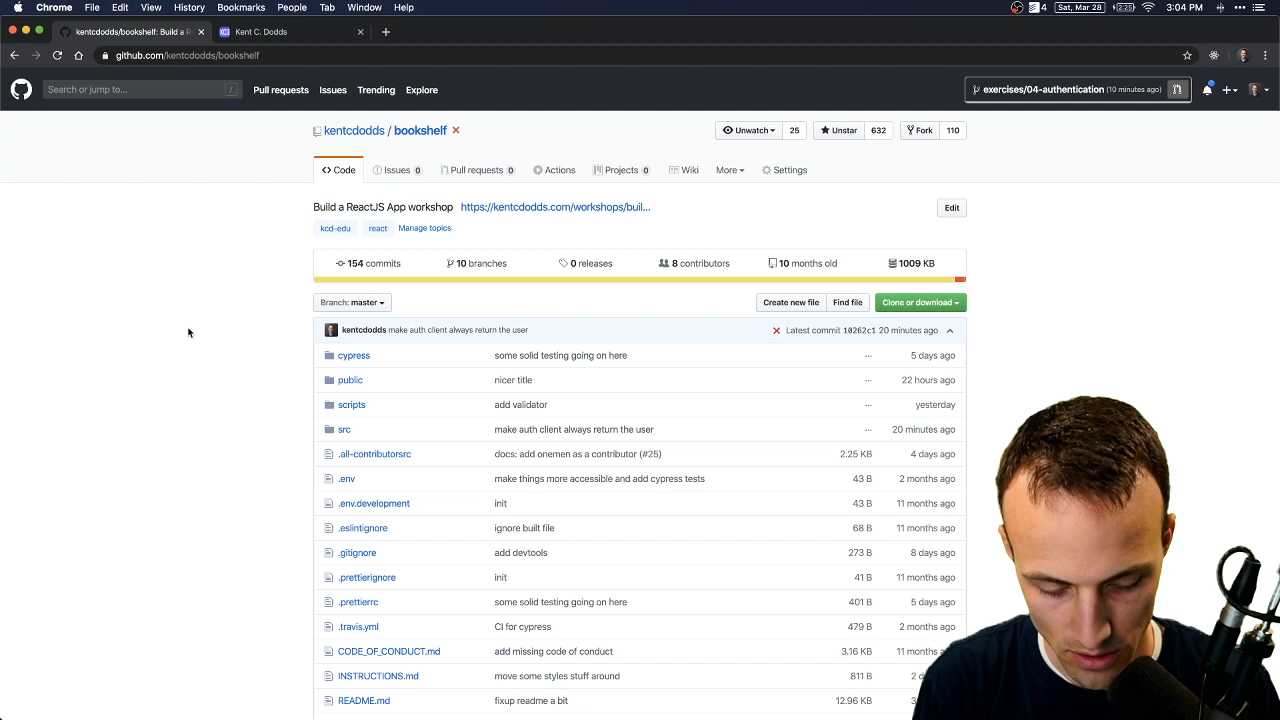 Chrome File Edit View History Bookmarks People Tab Window Help 4 Sat, Mar 28 3:04 PM
kentcdodds/bookshelf: Build a R Kent C. Dodds
github.com/kentcdodds/bookshelf
Search or jump to... / Pull requests Issues Trending Explore exercises/04-authentication (10 minutes ago)
kentcdodds / bookshelf Unwatch 25 Unstar 632 Fork 110
Code Issues 0 Pull requests 0 Actions Projects 0 Wiki More Settings
Build a ReactJS App workshop https://kentcdodds.com/workshops/buil... Edit
kcd-edu react Manage topics
154 commits 10 branches 0 releases 8 contributors 10 months old 1009 KB
Branch: master Create new file Find file Clone or download
kentcdodds make auth client always return the user Latest commit 10262c1 20 minutes ago
cypress some solid testing going on here ... 5 days ago
public nicer title ... 22 hours ago
scripts add validator ... yesterday
src make auth client always return the user ... 20 minutes ago
.all-contributorsrc docs: add onemen as a contributor (#25) 2.25 KB 4 days ago
.env make things more accessible and add cypress tests 43 B 2 months ago
.env.development init 43 B 11 months ago
.eslintignore ignore built file 68 B 11 months ago
.gitignore add devtools 273 B 8 days ago
.prettierignore init 41 B 11 months ago
.prettierrc some solid testing going on here 401 B 5 days ago
.travis.yml CI for cypress 479 B 2 months ago
CODE_OF_CONDUCT.md add missing code of conduct 3.16 KB 11 months
INSTRUCTIONS.md move some styles stuff around 811 B 2
README.md fixup readme a bit 12.96 KB 3